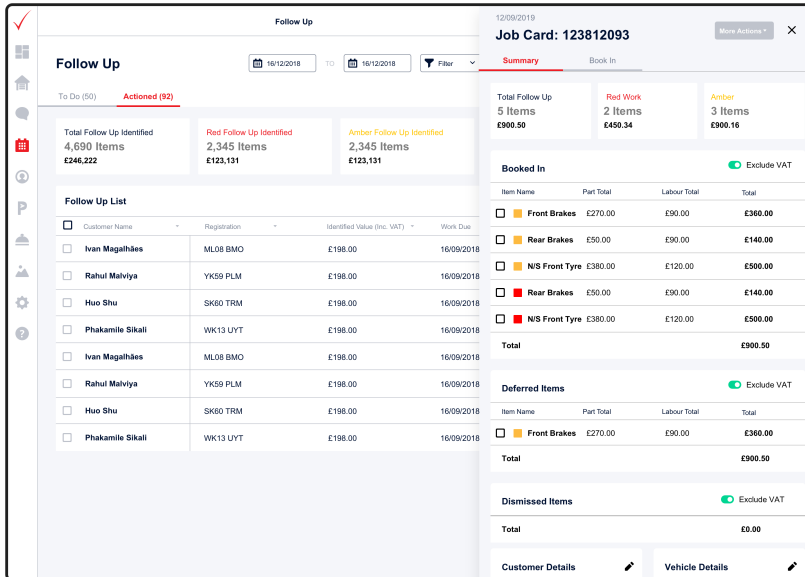 Follow Up
Follow Up
16/12/2018
TO
16/12/2018
Filter
To Do (50)
Actioned (92)
Total Follow Up Identified
4,690 Items
£246,222
Red Follow Up Identified
2,345 Items
£123,131
Amber Follow Up Identified
2,345 Items
£123,131
Follow Up List
Customer Name Registration Identified Value (Inc. VAT) Work Due
Ivan Magalhães ML08 BMO £198.00 16/09/2018
Rahul Malviya YK59 PLM £198.00 16/09/2018
Huo Shu SK60 TRM £198.00 16/09/2018
Phakamile Sikali WK13 UYT £198.00 16/09/2018
Ivan Magalhães ML08 BMO £198.00 16/09/2018
Rahul Malviya YK59 PLM £198.00 16/09/2018
Huo Shu SK60 TRM £198.00 16/09/2018
Phakamile Sikali WK13 UYT £198.00 16/09/2018
12/09/2019
Job Card: 123812093
More Actions
Summary
Book In
Total Follow Up
5 Items
£900.50
Red Work
2 Items
£450.34
Amber
3 Items
£900.16
Booked In
Exclude VAT
Item Name Part Total Labour Total Total
Front Brakes £270.00 £90.00 £360.00
Rear Brakes £50.00 £90.00 £140.00
N/S Front Tyre £380.00 £120.00 £500.00
Rear Brakes £50.00 £90.00 £140.00
N/S Front Tyre £380.00 £120.00 £500.00
Total £900.50
Deferred Items
Exclude VAT
Item Name Part Total Labour Total Total
Front Brakes £270.00 £90.00 £360.00
Total £900.50
Dismissed Items
Exclude VAT
Total £0.00
Customer Details
Vehicle Details
P
?